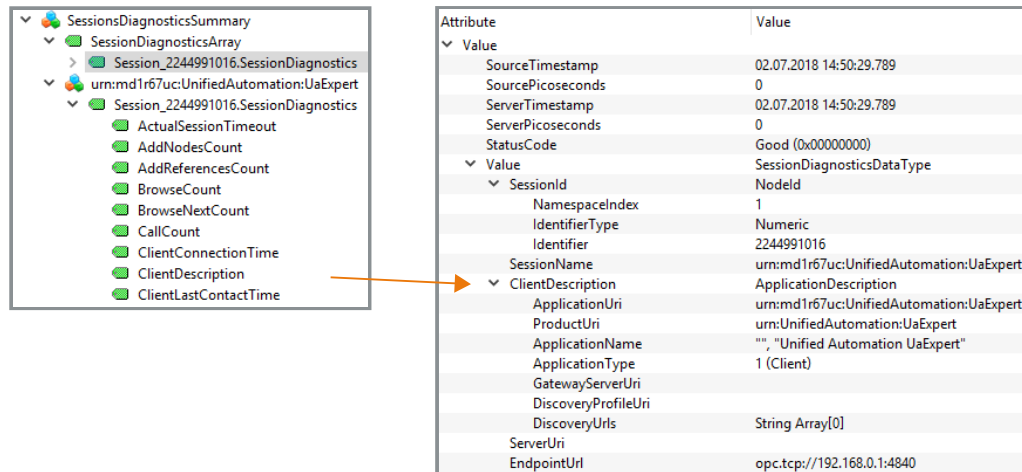 SessionsDiagnosticsSummary
SessionDiagnosticsArray
Session_2244991016.SessionDiagnostics
urn:md1r67uc:UnifiedAutomation:UaExpert
Session_2244991016.SessionDiagnostics
ActualSessionTimeout
AddNodesCount
AddReferencesCount
BrowseCount
BrowseNextCount
CallCount
ClientConnectionTime
ClientDescription
ClientLastContactTime
Attribute Value
Value
SourceTimestamp 02.07.2018 14:50:29.789
SourcePicoseconds 0
ServerTimestamp 02.07.2018 14:50:29.789
ServerPicoseconds 0
StatusCode Good (0x00000000)
Value SessionDiagnosticsDataType
SessionId NodeId
NamespaceIndex 1
IdentifierType Numeric
Identifier 2244991016
SessionName urn:md1r67uc:UnifiedAutomation:UaExpert
ClientDescription ApplicationDescription
ApplicationUri urn:md1r67uc:UnifiedAutomation:UaExpert
ProductUri urn:UnifiedAutomation:UaExpert
ApplicationName "", "Unified Automation UaExpert"
ApplicationType 1 (Client)
GatewayServerUri
DiscoveryProfileUri
DiscoveryUrls String Array[0]
ServerUri
EndpointUrl opc.tcp://192.168.0.1:4840